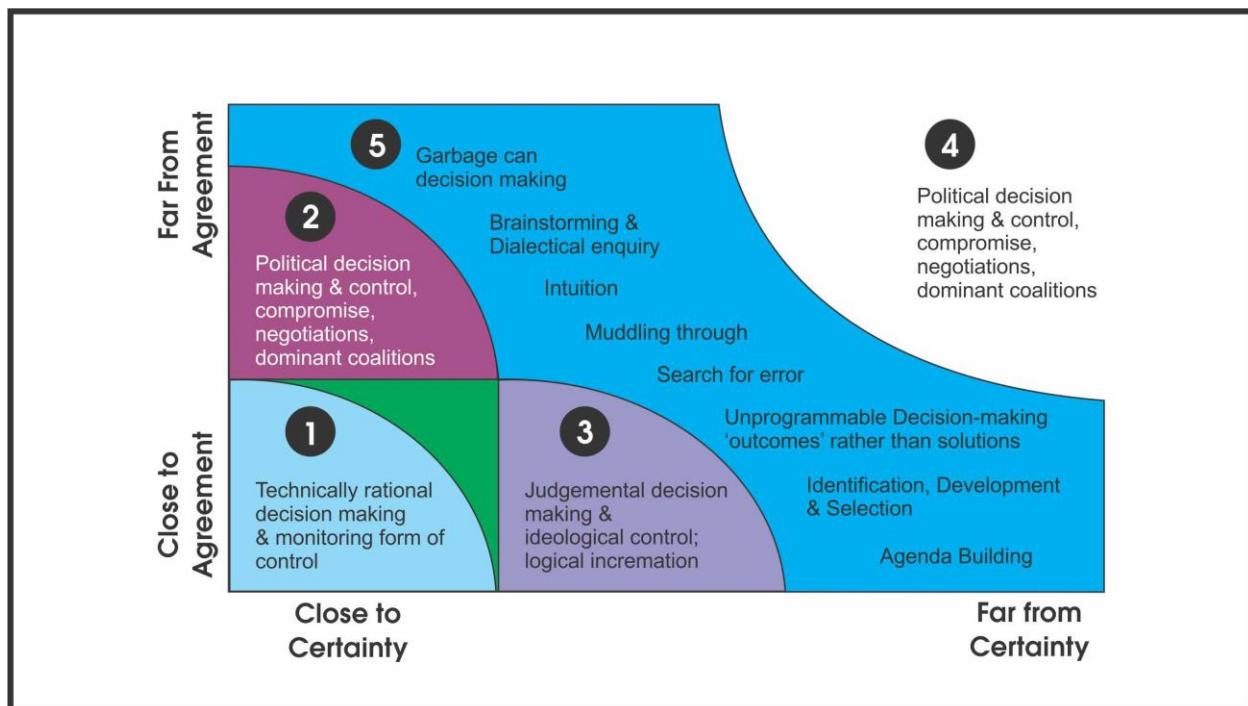 Far From
Agreement
Close to
Agreement
5
Garbage can
decision making
Brainstorming &
Dialectical enquiry
Intuition
Muddling through
Search for error
Unprogrammable Decision-making
‘outcomes’ rather than solutions
Identification, Development
& Selection
Agenda Building
4
Political decision
making & control,
compromise,
negotiations,
dominant coalitions
2
Political decision
making & control,
compromise,
negotiations,
dominant coalitions
1
Technically rational
decision making
& monitoring form of
control
3
Judgemental decision
making &
ideological control;
logical incremation
Close to
Certainty
Far from
Certainty